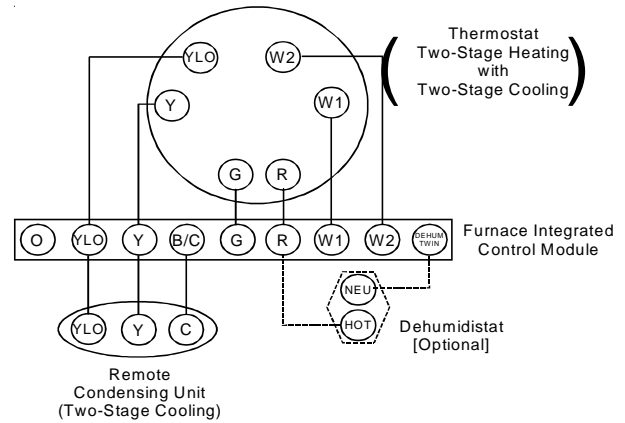 YLO
W2
Y
W1
G
R
Thermostat
Two-Stage Heating
with
Two-Stage Cooling
O
YLO
Y
B/C
G
R
W1
W2
DEHUM
TWIN
Furnace Integrated
Control Module
NEU
HOT
Dehumidistat
[Optional]
YLO
Y
C
Remote
Condensing Unit
(Two-Stage Cooling)